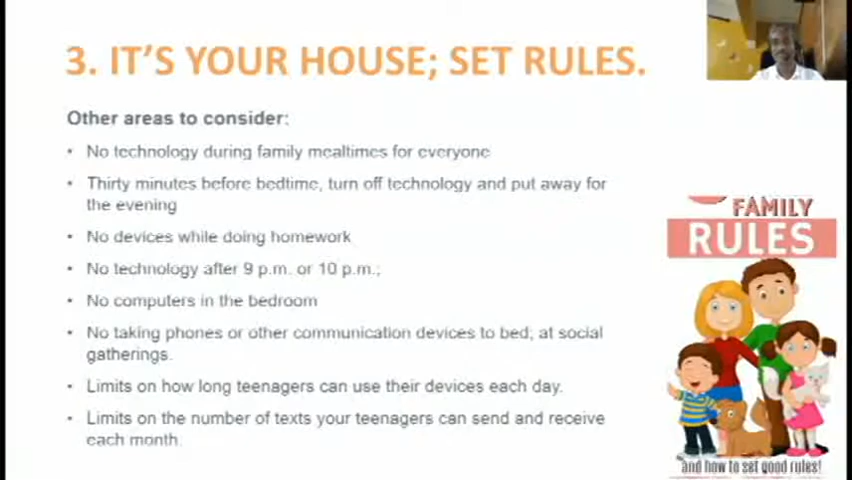 3. IT'S YOUR HOUSE; SET RULES.
Other areas to consider:
• No technology during family mealtimes for everyone
• Thirty minutes before bedtime, turn off technology and put away for
the evening
• No devices while doing homework
• No technology after 9 p.m. or 10 p.m.;
• No computers in the bedroom
• No taking phones or other communication devices to bed; at social
gatherings.
• Limits on how long teenagers can use their devices each day.
• Limits on the number of texts your teenagers can send and receive
each month.
FAMILY
RULES
and how to set good rules!